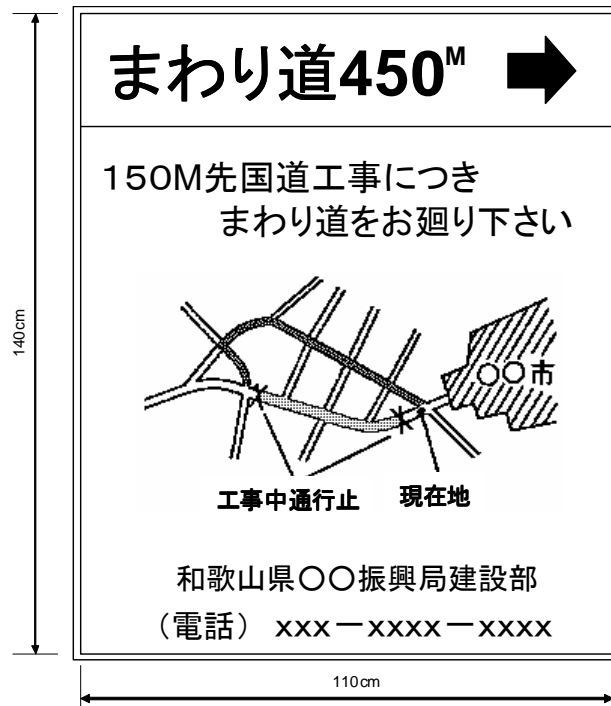 まわり道450M
150M先国道工事につき
まわり道をお廻り下さい
140cm
〇〇市
工事中通行止
現在地
和歌山県〇〇振興局建設部
（電話） xxx－xxxx－xxxx
110cm